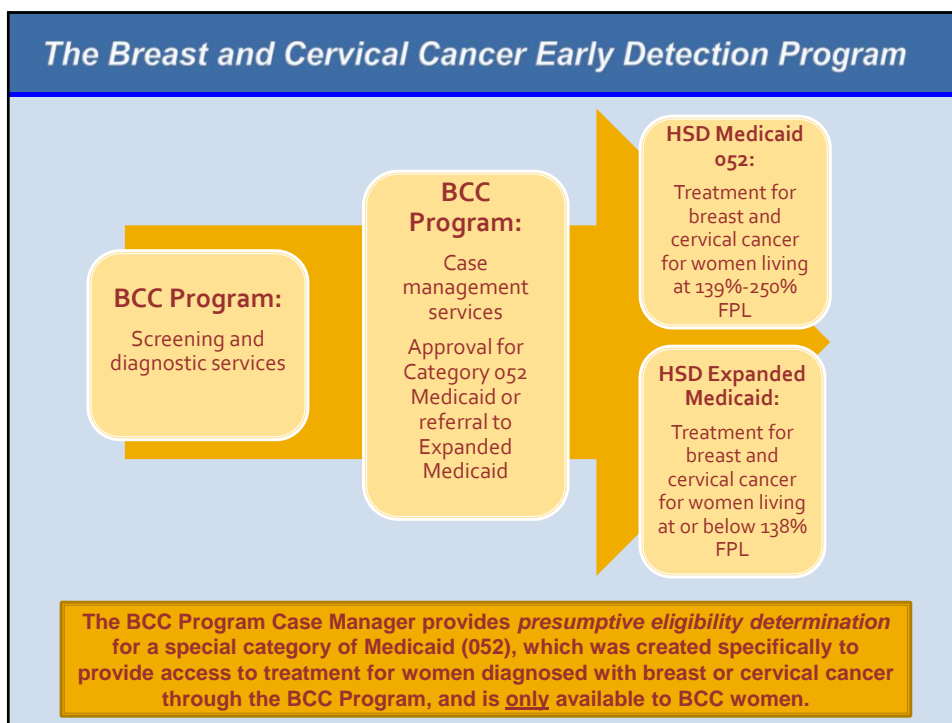 The Breast and Cervical Cancer Early Detection Program
BCC Program:
Screening and
diagnostic services
BCC
Program:
Case
management
services
Approval for
Category 052
Medicaid or
referral to
Expanded
Medicaid
HSD Medicaid
052:
Treatment for
breast and
cervical cancer
for women living
at 139%-250%
FPL
HSD Expanded
Medicaid:
Treatment for
breast and
cervical cancer
for women living
at or below 138%
FPL
The BCC Program Case Manager provides presumptive eligibility determination
for a special category of Medicaid (052), which was created specifically to
provide access to treatment for women diagnosed with breast or cervical cancer
through the BCC Program, and is only available to BCC women.